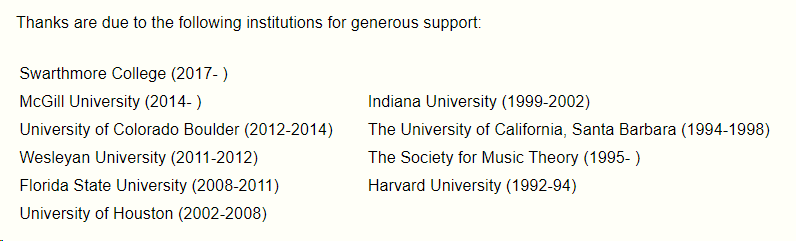 Thanks are due to the following institutions for generous support:
Swarthmore College (2017- )
McGill University (2014- )
University of Colorado Boulder (2012-2014)
Wesleyan University (2011-2012)
Florida State University (2008-2011)
University of Houston (2002-2008)
Indiana University (1999-2002)
The University of California, Santa Barbara (1994-1998)
The Society for Music Theory (1995- )
Harvard University (1992-94)